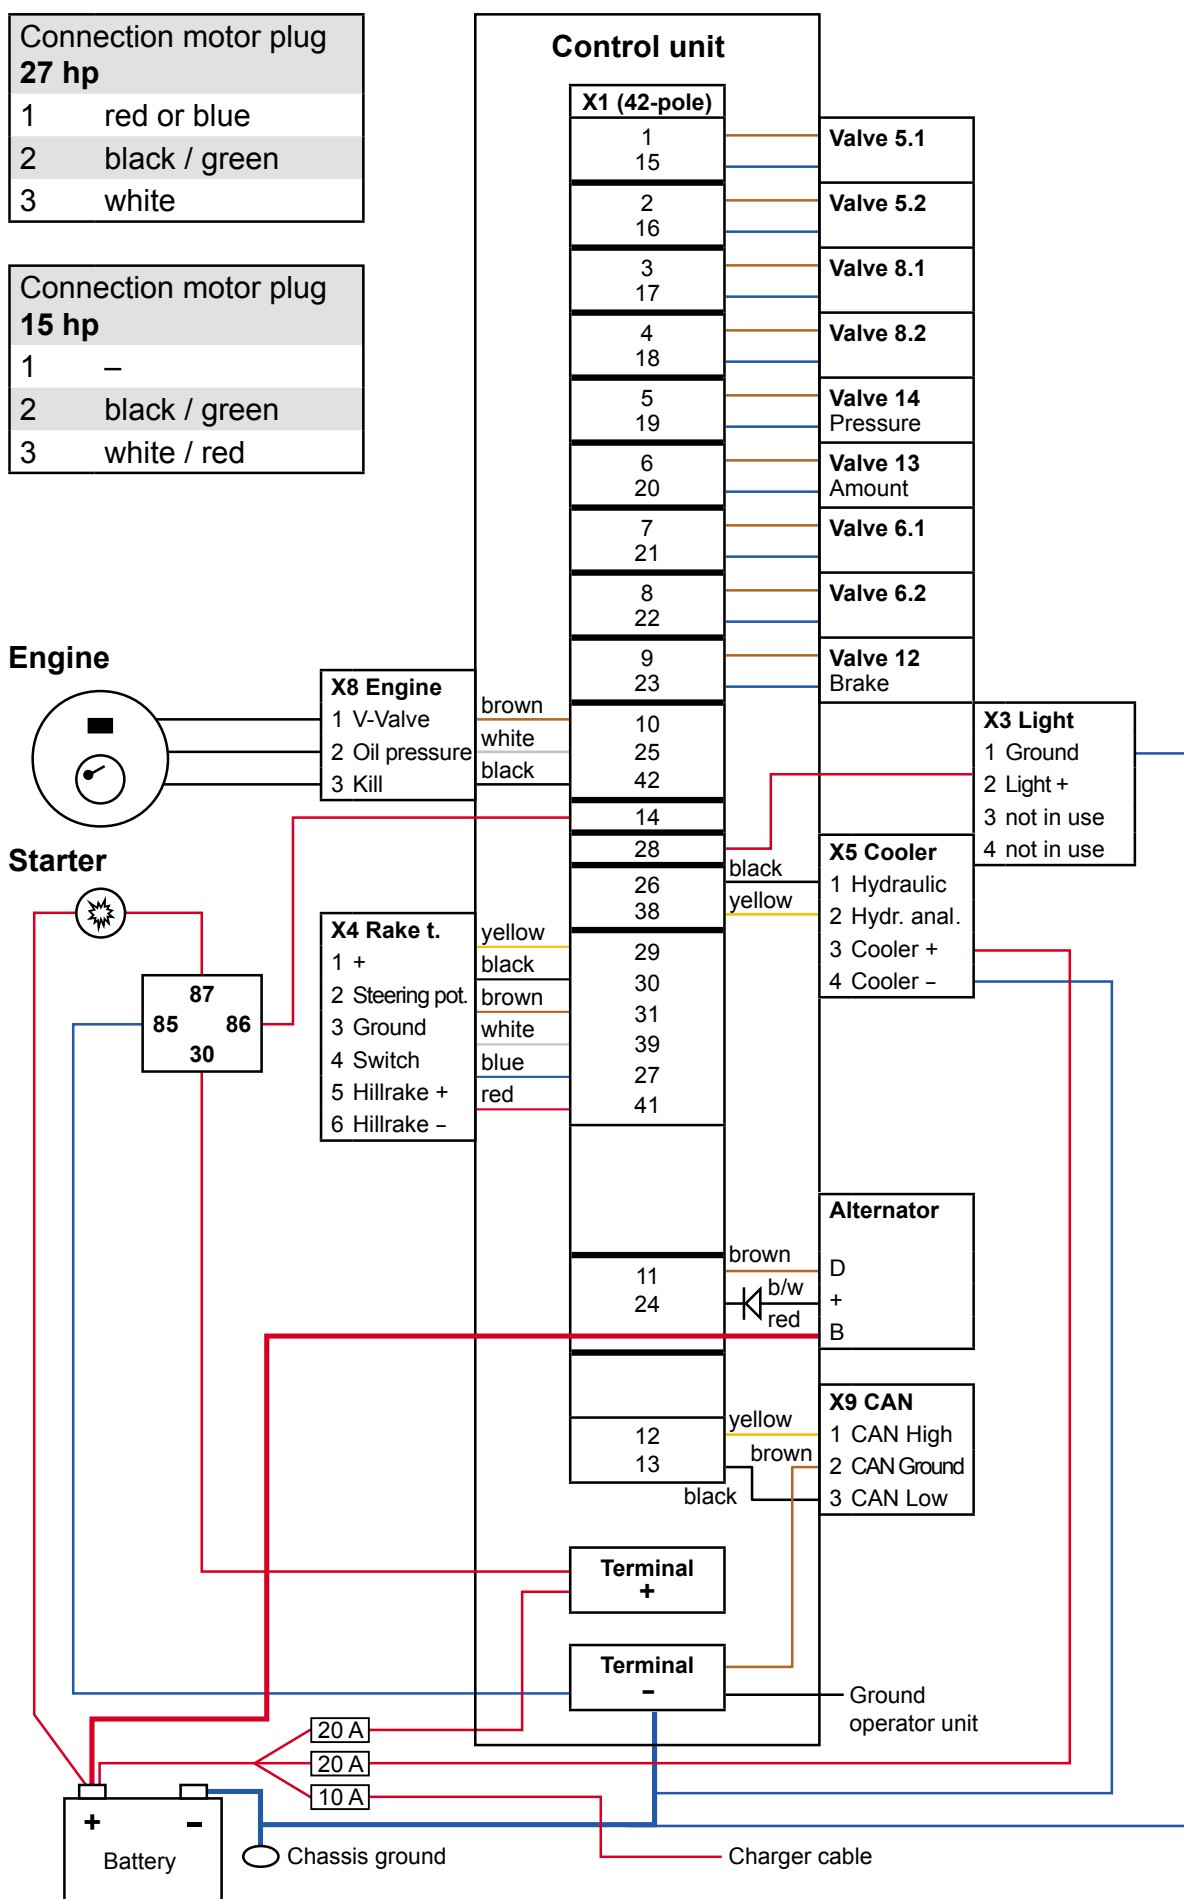 Connection motor plug
27 hp
1 red or blue
2 black / green
3 white
Connection motor plug
15 hp
1 –
2 black / green
3 white / red
Control unit
X1 (42-pole)
1
15
2
16
3
17
4
18
5
19
6
20
7
21
8
22
9
23
10
25
42
14
28
26
38
29
30
31
39
27
41
11
24
12
13
Valve 5.1
Valve 5.2
Valve 8.1
Valve 8.2
Valve 14
Pressure
Valve 13
Amount
Valve 6.1
Valve 6.2
Valve 12
Brake
Engine
X8 Engine
1 V-Valve
2 Oil pressure
3 Kill
brown
white
black
X3 Light
1 Ground
2 Light +
3 not in use
4 not in use
Starter
87
85 86
30
X4 Rake t.
1 +
2 Steering pot.
3 Ground
4 Switch
5 Hillrake +
6 Hillrake –
yellow
black
brown
white
blue
red
black
yellow
X5 Cooler
1 Hydraulic
2 Hydr. anal.
3 Cooler +
4 Cooler –
Alternator
D
+
B
brown
b/w
red
X9 CAN
1 CAN High
2 CAN Ground
3 CAN Low
yellow
brown
black
Terminal
+
Terminal
–
Ground
operator unit
20 A
20 A
10 A
+ –
Battery
Chassis ground
Charger cable